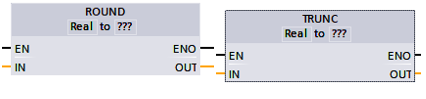 ROUND
Real to ???
EN ENO
IN OUT
TRUNC
Real to ???
EN ENO
IN OUT